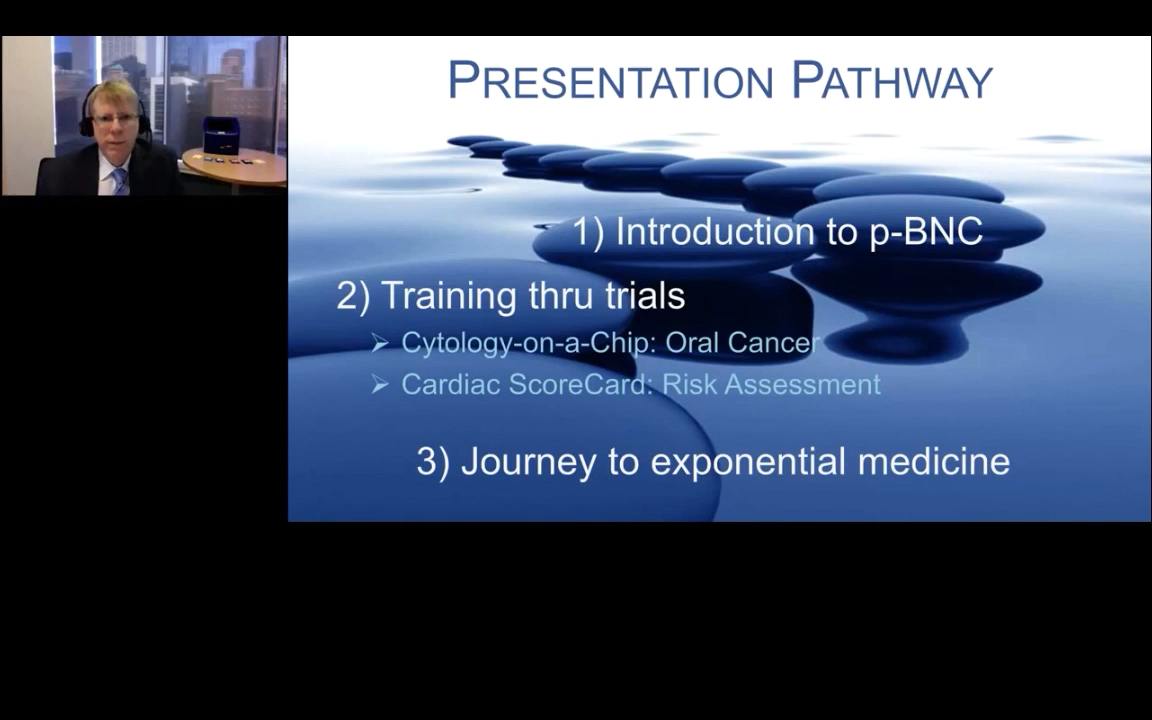 PRESENTATION PATHWAY
1) Introduction to p-BNC
2) Training thru trials
➢ Cytology-on-a-Chip: Oral Cancer
➢ Cardiac ScoreCard: Risk Assessment
3) Journey to exponential medicine